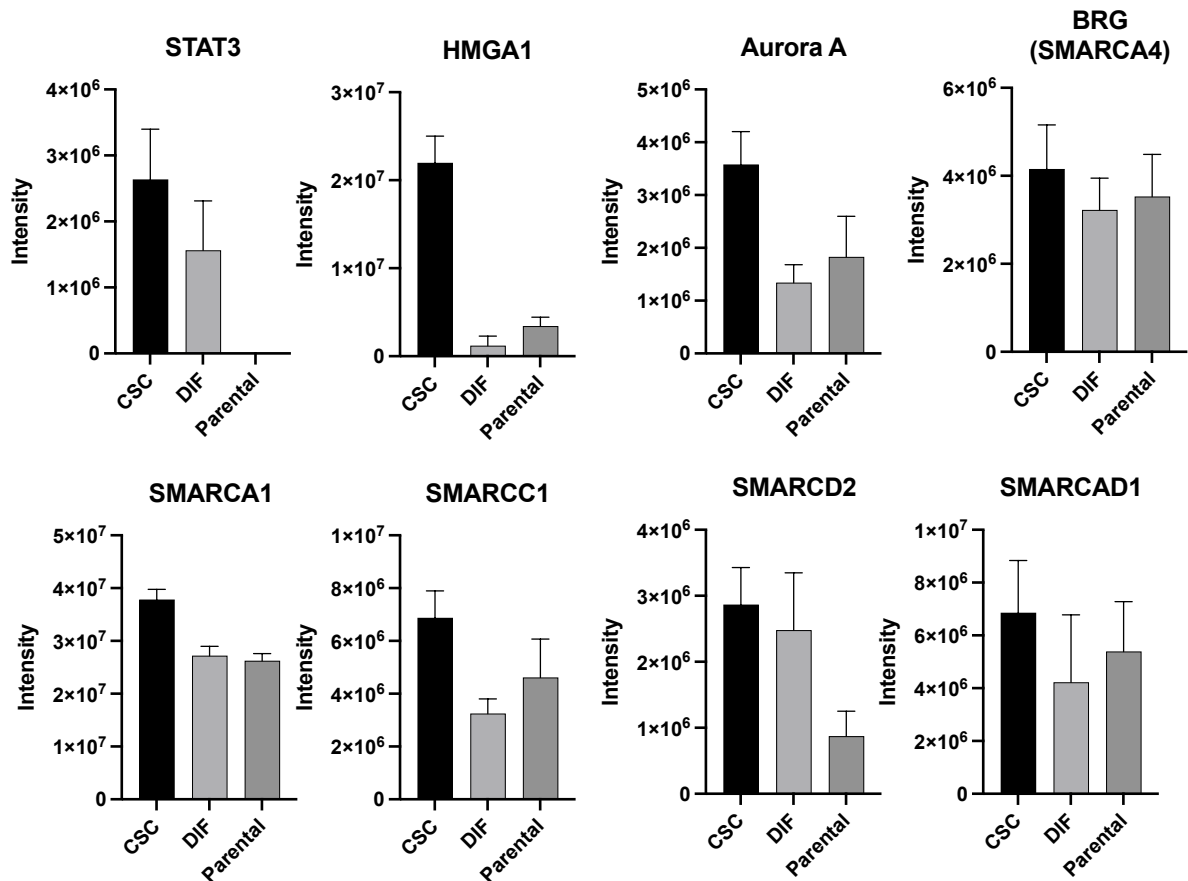 STAT3
4×10⁶
3×10⁶
2×10⁶
1×10⁶
0
Intensity
CSC
DIF
Parental
HMGA1
3×10⁷
2×10⁷
1×10⁷
0
Intensity
CSC
DIF
Parental
Aurora A
5×10⁶
4×10⁶
3×10⁶
2×10⁶
1×10⁶
0
Intensity
CSC
DIF
Parental
BRG
(SMARCA4)
6×10⁶
4×10⁶
2×10⁶
0
Intensity
CSC
DIF
Parental
SMARCA1
5×10⁷
4×10⁷
3×10⁷
2×10⁷
1×10⁷
0
Intensity
CSC
DIF
Parental
SMARCC1
1×10⁷
8×10⁶
6×10⁶
4×10⁶
2×10⁶
0
Intensity
CSC
DIF
Parental
SMARCD2
4×10⁶
3×10⁶
2×10⁶
1×10⁶
0
Intensity
CSC
DIF
Parental
SMARCAD1
1×10⁷
8×10⁶
6×10⁶
4×10⁶
2×10⁶
0
Intensity
CSC
DIF
Parental